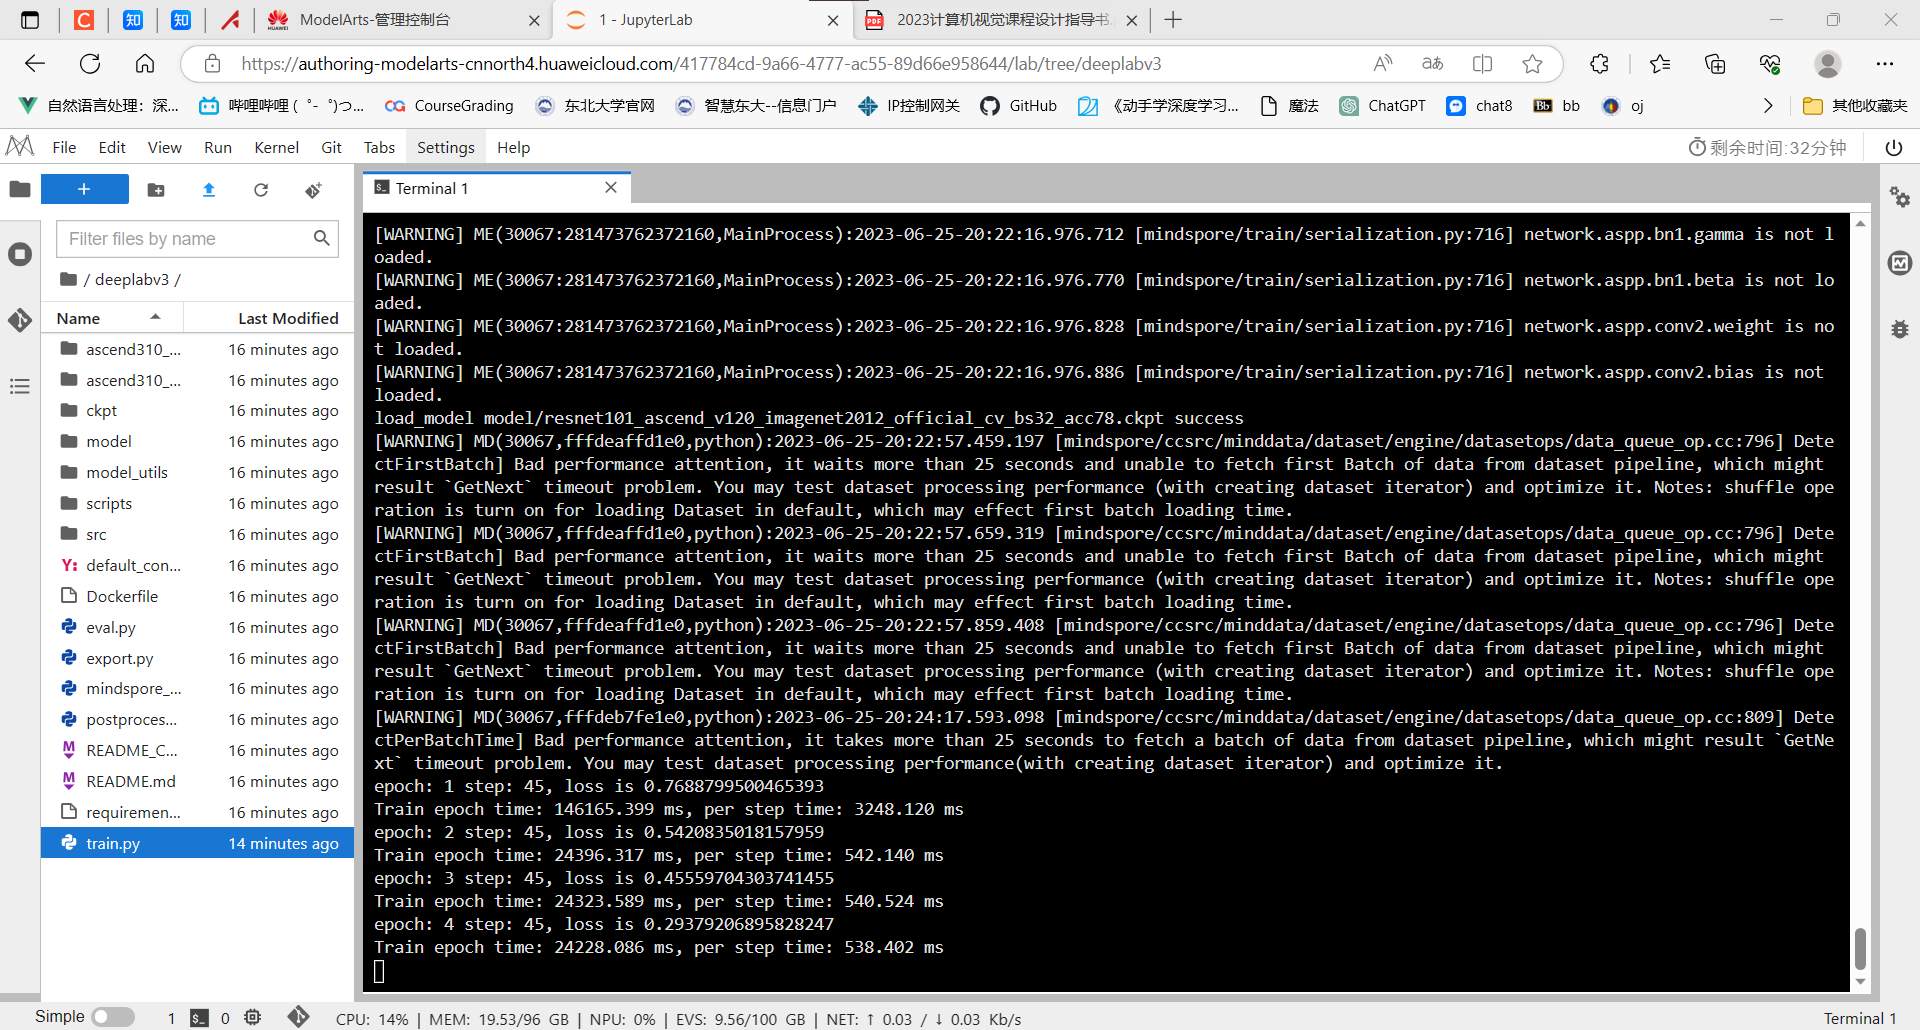 ModelArts-管理控制台
1 - JupyterLab
2023计算机视觉课程设计指导书
https://authoring-modelarts-cnnorth4.huaweicloud.com/417784cd-9a66-4777-ac55-89d66e958644/lab/tree/deeplabv3
自然语言处理：深... 哔哩哔哩 (゜-゜)つ... CourseGrading 东北大学官网 智慧东大--信息门户 IP控制网关 GitHub 《动手学深度学习... 魔法 ChatGPT chat8 bb oj 其他收藏夹
File Edit View Run Kernel Git Tabs Settings Help 剩余时间:32分钟
Terminal 1
Filter files by name
/ deeplabv3 /
Name Last Modified
ascend310_... 16 minutes ago
ascend310_... 16 minutes ago
ckpt 16 minutes ago
model 16 minutes ago
model_utils 16 minutes ago
scripts 16 minutes ago
src 16 minutes ago
default_con... 16 minutes ago
Dockerfile 16 minutes ago
eval.py 16 minutes ago
export.py 16 minutes ago
mindspore_... 16 minutes ago
postproces... 16 minutes ago
README_C... 16 minutes ago
README.md 16 minutes ago
requiremen... 16 minutes ago
train.py 14 minutes ago
[WARNING] ME(30067:281473762372160,MainProcess):2023-06-25-20:22:16.976.712 [mindspore/train/serialization.py:716] network.aspp.bn1.gamma is not l
oaded.
[WARNING] ME(30067:281473762372160,MainProcess):2023-06-25-20:22:16.976.770 [mindspore/train/serialization.py:716] network.aspp.bn1.beta is not lo
aded.
[WARNING] ME(30067:281473762372160,MainProcess):2023-06-25-20:22:16.976.828 [mindspore/train/serialization.py:716] network.aspp.conv2.weight is no
t loaded.
[WARNING] ME(30067:281473762372160,MainProcess):2023-06-25-20:22:16.976.886 [mindspore/train/serialization.py:716] network.aspp.conv2.bias is not
loaded.
load_model model/resnet101_ascend_v120_imagenet2012_official_cv_bs32_acc78.ckpt success
[WARNING] MD(30067,fffdeaffd1e0,python):2023-06-25-20:22:57.459.197 [mindspore/ccsrc/minddata/dataset/engine/datasetops/data_queue_op.cc:796] Dete
ctFirstBatch] Bad performance attention, it waits more than 25 seconds and unable to fetch first Batch of data from dataset pipeline, which might
result `GetNext` timeout problem. You may test dataset processing performance (with creating dataset iterator) and optimize it. Notes: shuffle ope
ration is turn on for loading Dataset in default, which may effect first batch loading time.
[WARNING] MD(30067,fffdeaffd1e0,python):2023-06-25-20:22:57.659.319 [mindspore/ccsrc/minddata/dataset/engine/datasetops/data_queue_op.cc:796] Dete
ctFirstBatch] Bad performance attention, it waits more than 25 seconds and unable to fetch first Batch of data from dataset pipeline, which might
result `GetNext` timeout problem. You may test dataset processing performance (with creating dataset iterator) and optimize it. Notes: shuffle ope
ration is turn on for loading Dataset in default, which may effect first batch loading time.
[WARNING] MD(30067,fffdeaffd1e0,python):2023-06-25-20:22:57.859.408 [mindspore/ccsrc/minddata/dataset/engine/datasetops/data_queue_op.cc:796] Dete
ctFirstBatch] Bad performance attention, it waits more than 25 seconds and unable to fetch first Batch of data from dataset pipeline, which might
result `GetNext` timeout problem. You may test dataset processing performance (with creating dataset iterator) and optimize it. Notes: shuffle ope
ration is turn on for loading Dataset in default, which may effect first batch loading time.
[WARNING] MD(30067,fffdeb7fe1e0,python):2023-06-25-20:24:17.593.098 [mindspore/ccsrc/minddata/dataset/engine/datasetops/data_queue_op.cc:809] Dete
ctPerBatchTime] Bad performance attention, it takes more than 25 seconds to fetch a batch of data from dataset pipeline, which might result `GetNe
xt` timeout problem. You may test dataset processing performance(with creating dataset iterator) and optimize it.
epoch: 1 step: 45, loss is 0.7688799500465393
Train epoch time: 146165.399 ms, per step time: 3248.120 ms
epoch: 2 step: 45, loss is 0.5420835018157959
Train epoch time: 24396.317 ms, per step time: 542.140 ms
epoch: 3 step: 45, loss is 0.45559704303741455
Train epoch time: 24323.589 ms, per step time: 540.524 ms
epoch: 4 step: 45, loss is 0.29379206895828247
Train epoch time: 24228.086 ms, per step time: 538.402 ms
Simple 1 0 CPU: 14% | MEM: 19.53/96 GB | NPU: 0% | EVS: 9.56/100 GB | NET: ↑ 0.03 / ↓ 0.03 Kb/s Terminal 1